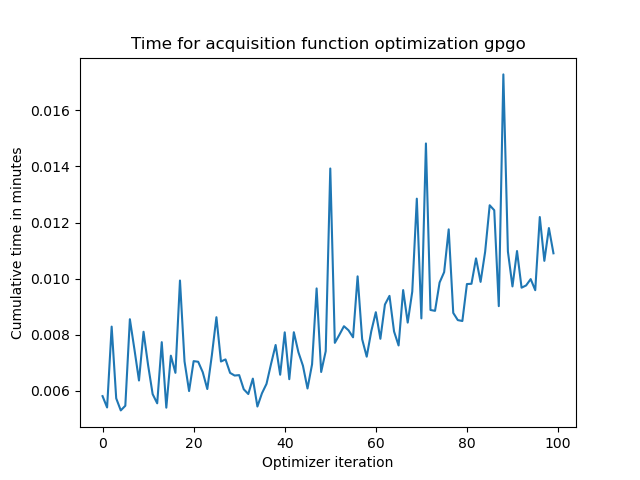 Time for acquisition function optimization gpgo
0.016
0.014
0.012
0.010
0.008
0.006
Cumulative time in minutes
0 20 40 60 80 100
Optimizer iteration